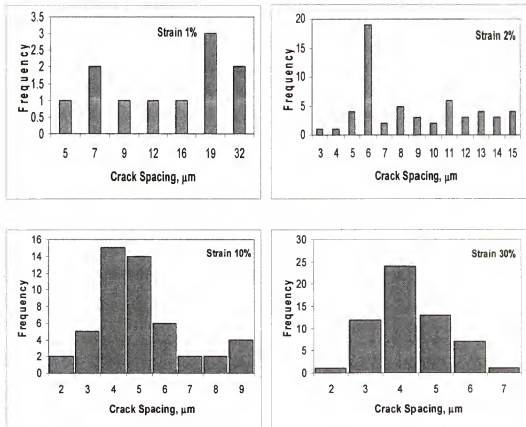 Strain 1%
Frequency
3.5
3
2.5
2
1.5
1
0.5
0
5 7 9 12 16 19 32
Crack Spacing, μm
Strain 2%
Frequency
20
15
10
5
0
3 4 5 6 7 8 9 10 11 12 13 14 15
Crack Spacing, μm
Strain 10%
Frequency
16
14
12
10
8
6
4
2
0
2 3 4 5 6 7 8 9
Crack Spacing, μm
Strain 30%
Frequency
30
25
20
15
10
5
0
2 3 4 5 6 7
Crack Spacing, μm